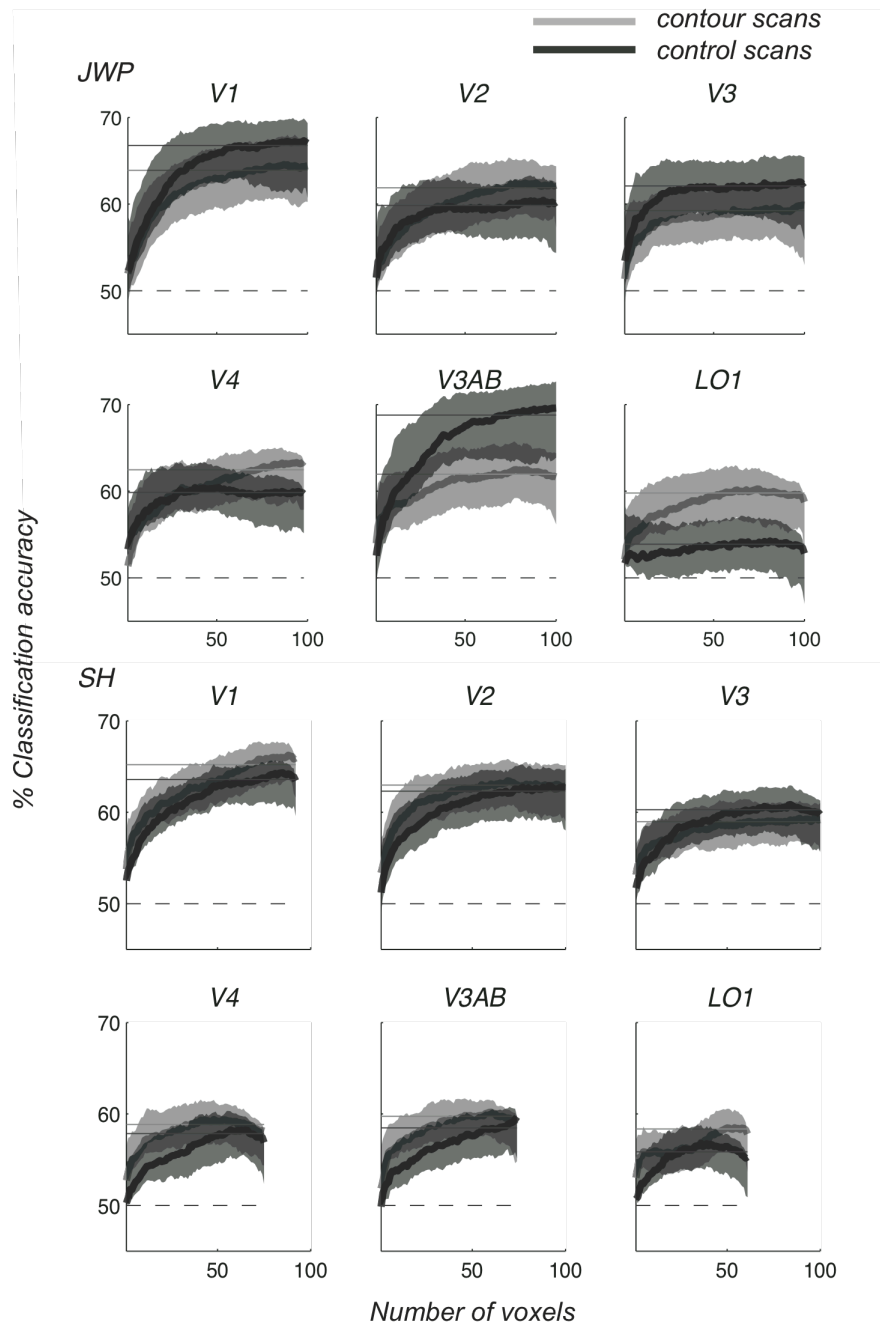 contour scans
control scans
JWP
V1 V2 V3
70
60
50
V4 V3AB LO1
70
60
50
50 100 50 100 50 100
SH
V1 V2 V3
70
60
50
V4 V3AB LO1
70
60
50
50 100 50 100 50 100
% Classification accuracy
Number of voxels